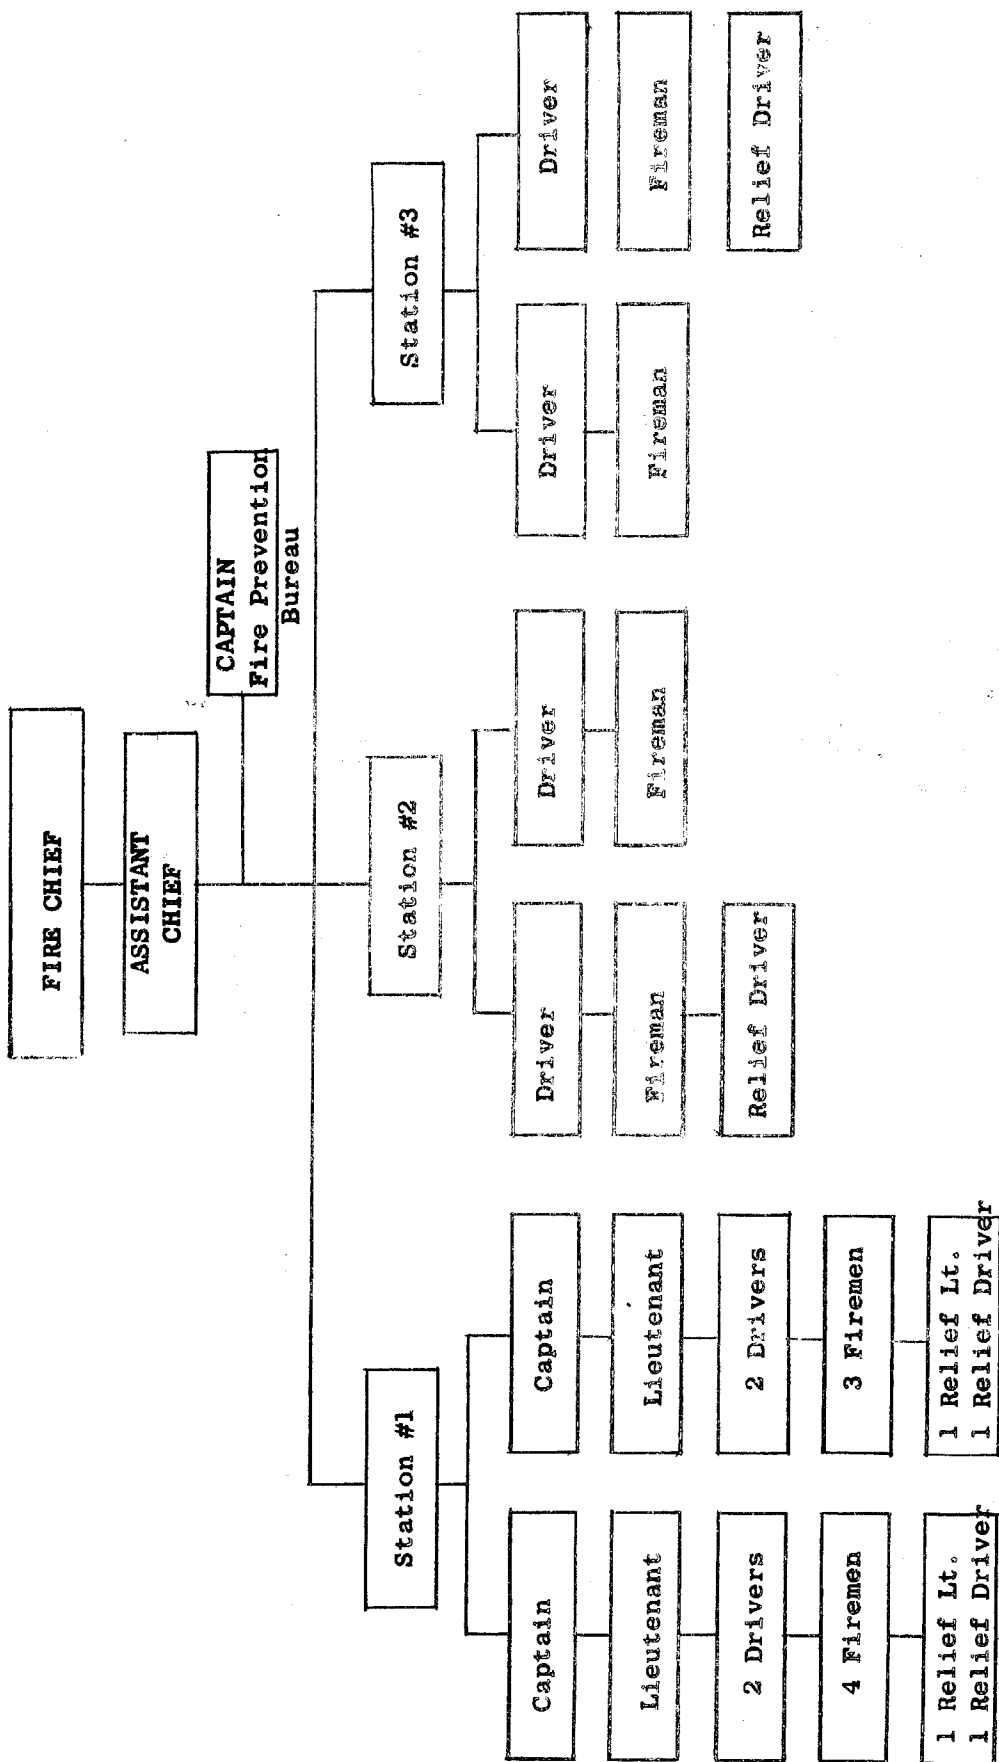 FIRE CHIEF
ASSISTANT
CHIEF
CAPTAIN
Fire Prevention
Bureau
Station #1
Station #2
Station #3
Captain
Lieutenant
2 Drivers
4 Firemen
1 Relief Lt.
1 Relief Driver
Captain
Lieutenant
2 Drivers
3 Firemen
1 Relief Lt.
1 Relief Driver
Driver
Fireman
Relief Driver
Driver
Fireman
Driver
Fireman
Driver
Fireman
Relief Driver